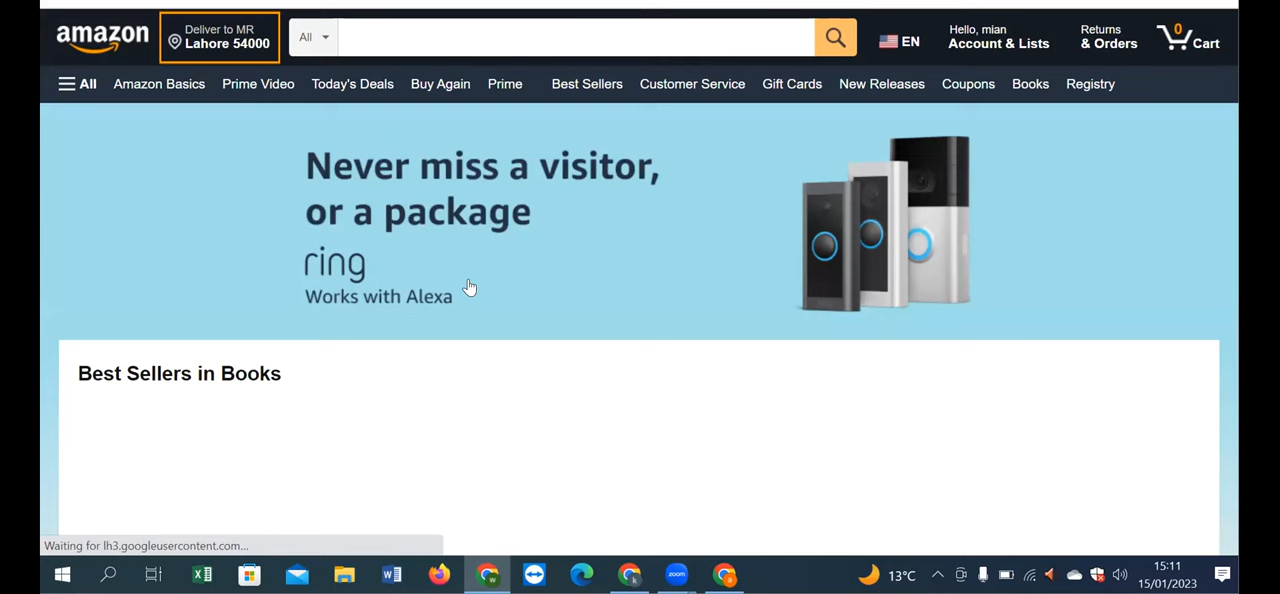 amazon
Deliver to MR
Lahore 54000
All
EN
Hello, mian
Account & Lists
Returns
& Orders
0
Cart
All Amazon Basics Prime Video Today's Deals Buy Again Prime Best Sellers Customer Service Gift Cards New Releases Coupons Books Registry
Never miss a visitor,
or a package
ring
Works with Alexa
Best Sellers in Books
Waiting for lh3.googleusercontent.com...
13°C
15:11
15/01/2023
zoom